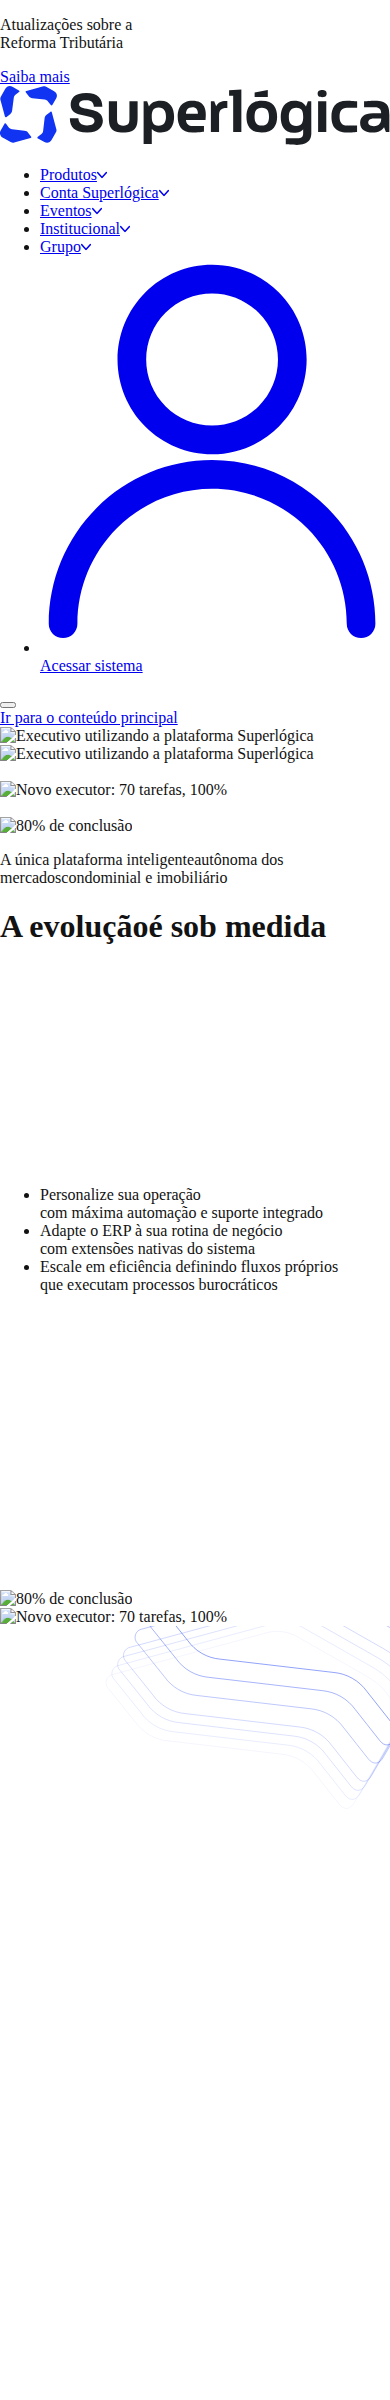 Atualizações sobre a
Reforma Tributária
Saiba mais
Superlógica
Produtos
Conta Superlógica
Eventos
Institucional
Grupo
Acessar sistema
Ir para o conteúdo principal
Executivo utilizando a plataforma Superlógica
Executivo utilizando a plataforma Superlógica
Novo executor: 70 tarefas, 100%
80% de conclusão
A única plataforma inteligenteautônoma dos
mercadoscondominial e imobiliário
A evoluçãoé sob medida
Personalize sua operação
com máxima automação e suporte integrado
Adapte o ERP à sua rotina de negócio
com extensões nativas do sistema
Escale em eficiência definindo fluxos próprios
que executam processos burocráticos
80% de conclusão
Novo executor: 70 tarefas, 100%